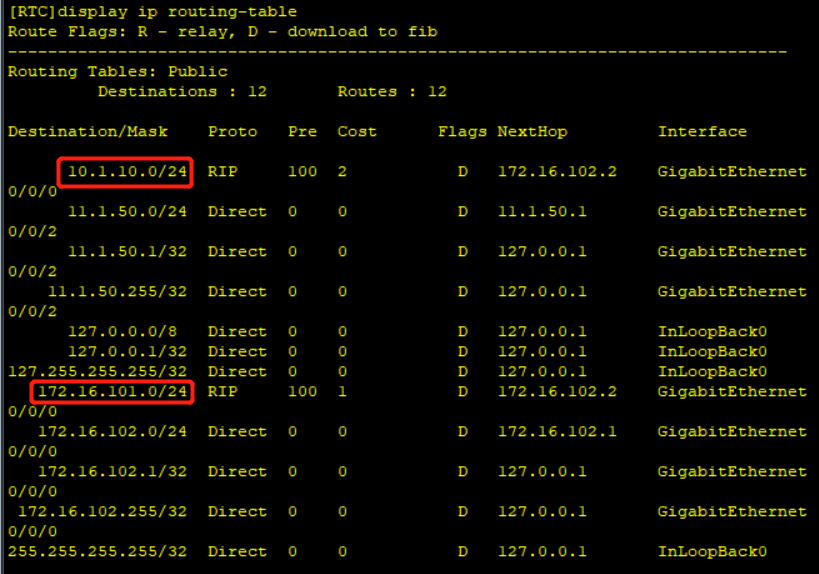 [RTC]display ip routing-table
Route Flags: R - relay, D - download to fib
------------------------------------------------------------------------------
Routing Tables: Public
         Destinations : 12       Routes : 12

Destination/Mask    Proto   Pre  Cost      Flags NextHop         Interface

      10.1.10.0/24  RIP     100  2           D   172.16.102.2    GigabitEthernet
0/0/0
      11.1.50.0/24  Direct  0    0           D   11.1.50.1       GigabitEthernet
0/0/2
      11.1.50.1/32  Direct  0    0           D   127.0.0.1       GigabitEthernet
0/0/2
    11.1.50.255/32  Direct  0    0           D   127.0.0.1       GigabitEthernet
0/0/2
      127.0.0.0/8   Direct  0    0           D   127.0.0.1       InLoopBack0
      127.0.0.1/32  Direct  0    0           D   127.0.0.1       InLoopBack0
127.255.255.255/32  Direct  0    0           D   127.0.0.1       InLoopBack0
   172.16.101.0/24  RIP     100  1           D   172.16.102.2    GigabitEthernet
0/0/0
   172.16.102.0/24  Direct  0    0           D   172.16.102.1    GigabitEthernet
0/0/0
   172.16.102.1/32  Direct  0    0           D   127.0.0.1       GigabitEthernet
0/0/0
 172.16.102.255/32  Direct  0    0           D   127.0.0.1       GigabitEthernet
0/0/0
255.255.255.255/32  Direct  0    0           D   127.0.0.1       InLoopBack0